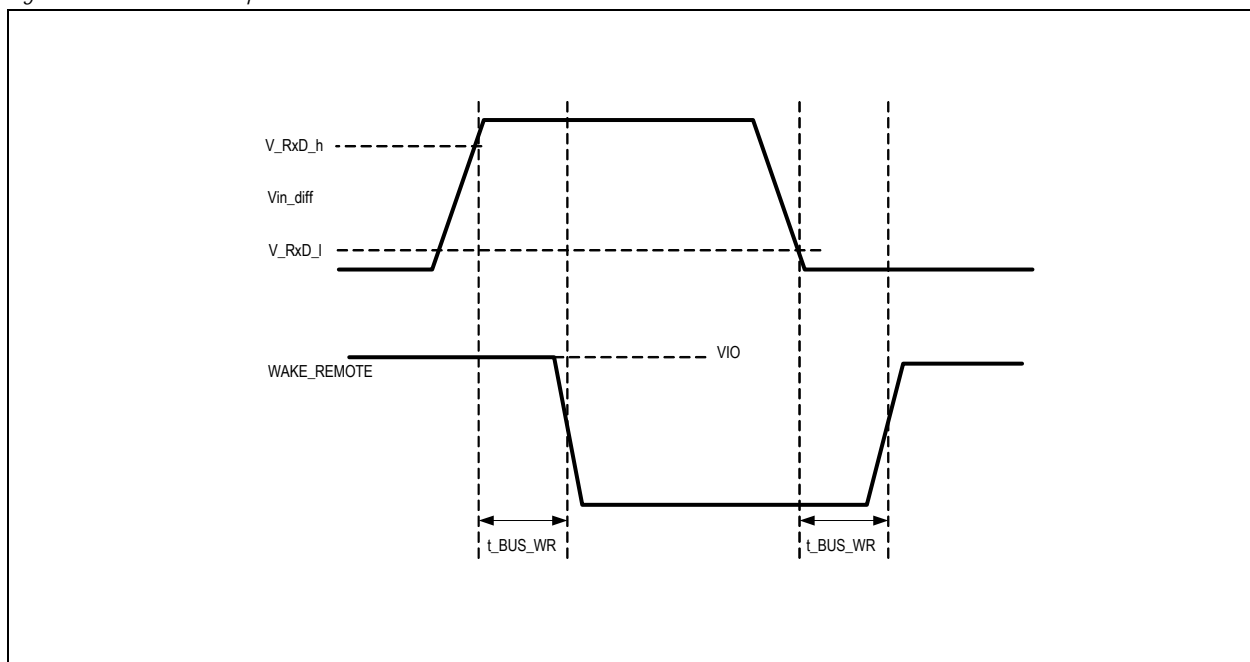 V_RxD_h
Vin_diff
V_RxD_l
VIO
WAKE_REMOTE
t_BUS_WR
t_BUS_WR